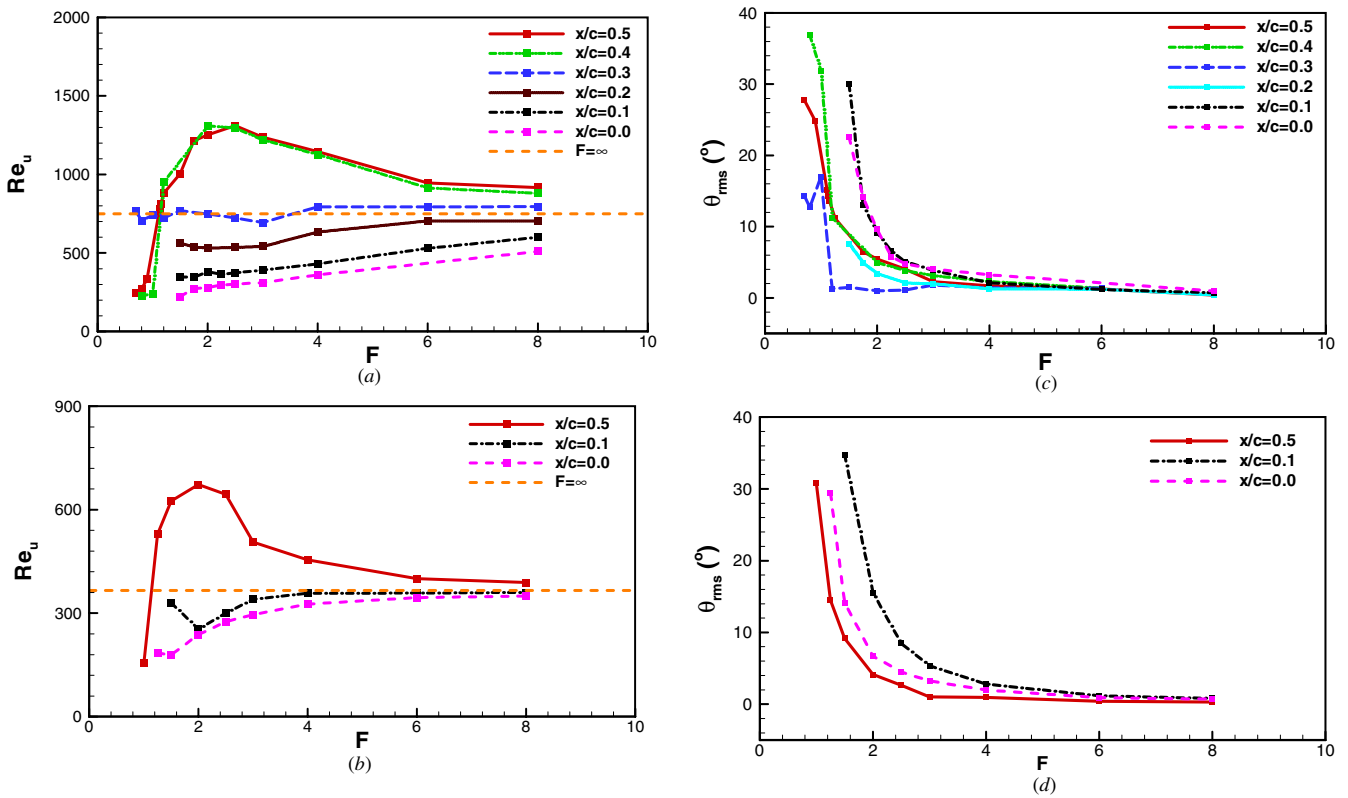 2000
1500
1000
500
0
0
2
4
6
8
10
Re_u
F
x/c=0.5
x/c=0.4
x/c=0.3
x/c=0.2
x/c=0.1
x/c=0.0
F=∞
(a)
40
30
20
10
0
0
2
4
6
8
10
θ_rms (°)
F
x/c=0.5
x/c=0.4
x/c=0.3
x/c=0.2
x/c=0.1
x/c=0.0
(c)
900
600
300
0
0
2
4
6
8
10
Re_u
F
x/c=0.5
x/c=0.1
x/c=0.0
F=∞
(b)
40
30
20
10
0
0
2
4
6
8
10
θ_rms (°)
F
x/c=0.5
x/c=0.1
x/c=0.0
(d)